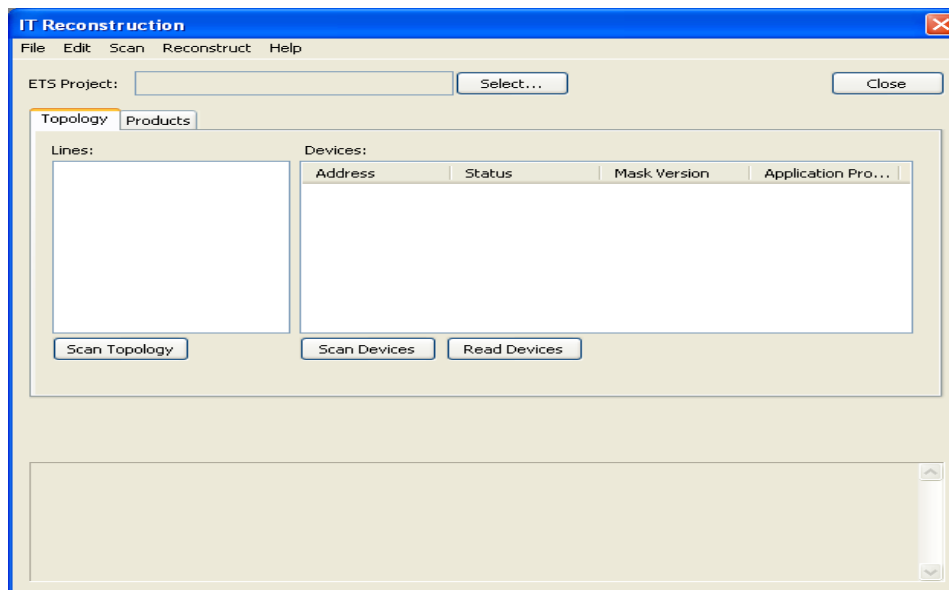 IT Reconstruction
File Edit Scan Reconstruct Help
ETS Project: Select... Close
Topology Products
Lines: Devices:
Address Status Mask Version Application Pro...
Scan Topology Scan Devices Read Devices